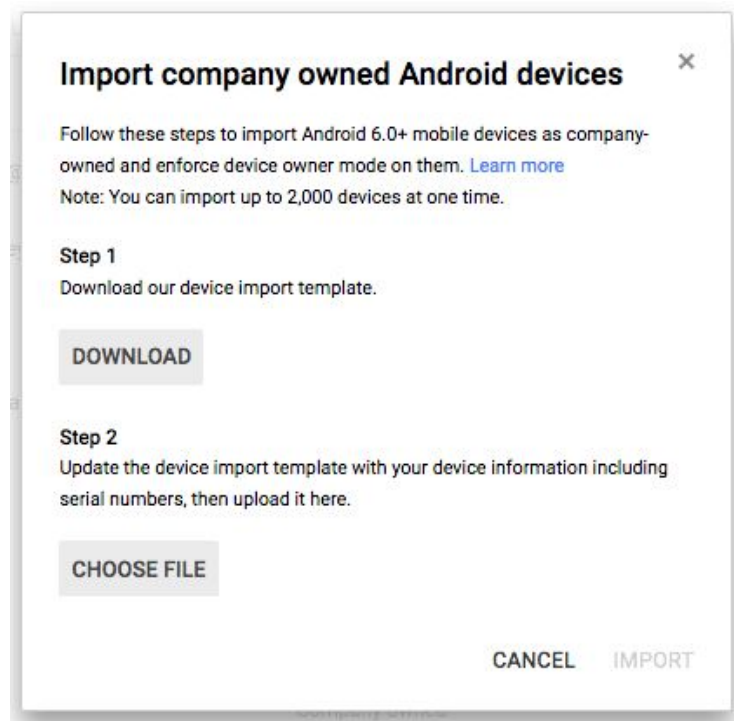 Import company owned Android devices
×
Follow these steps to import Android 6.0+ mobile devices as company-
owned and enforce device owner mode on them. Learn more
Note: You can import up to 2,000 devices at one time.
Step 1
Download our device import template.
DOWNLOAD
Step 2
Update the device import template with your device information including
serial numbers, then upload it here.
CHOOSE FILE
CANCEL IMPORT